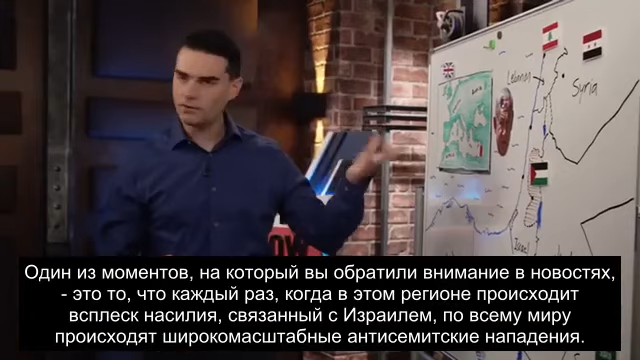 Lebanon
Syria
Israel
Один из моментов, на который вы обратили внимание в новостях,
- это то, что каждый раз, когда в этом регионе происходит
всплеск насилия, связанный с Израилем, по всему миру
происходят широкомасштабные антисемитские нападения.